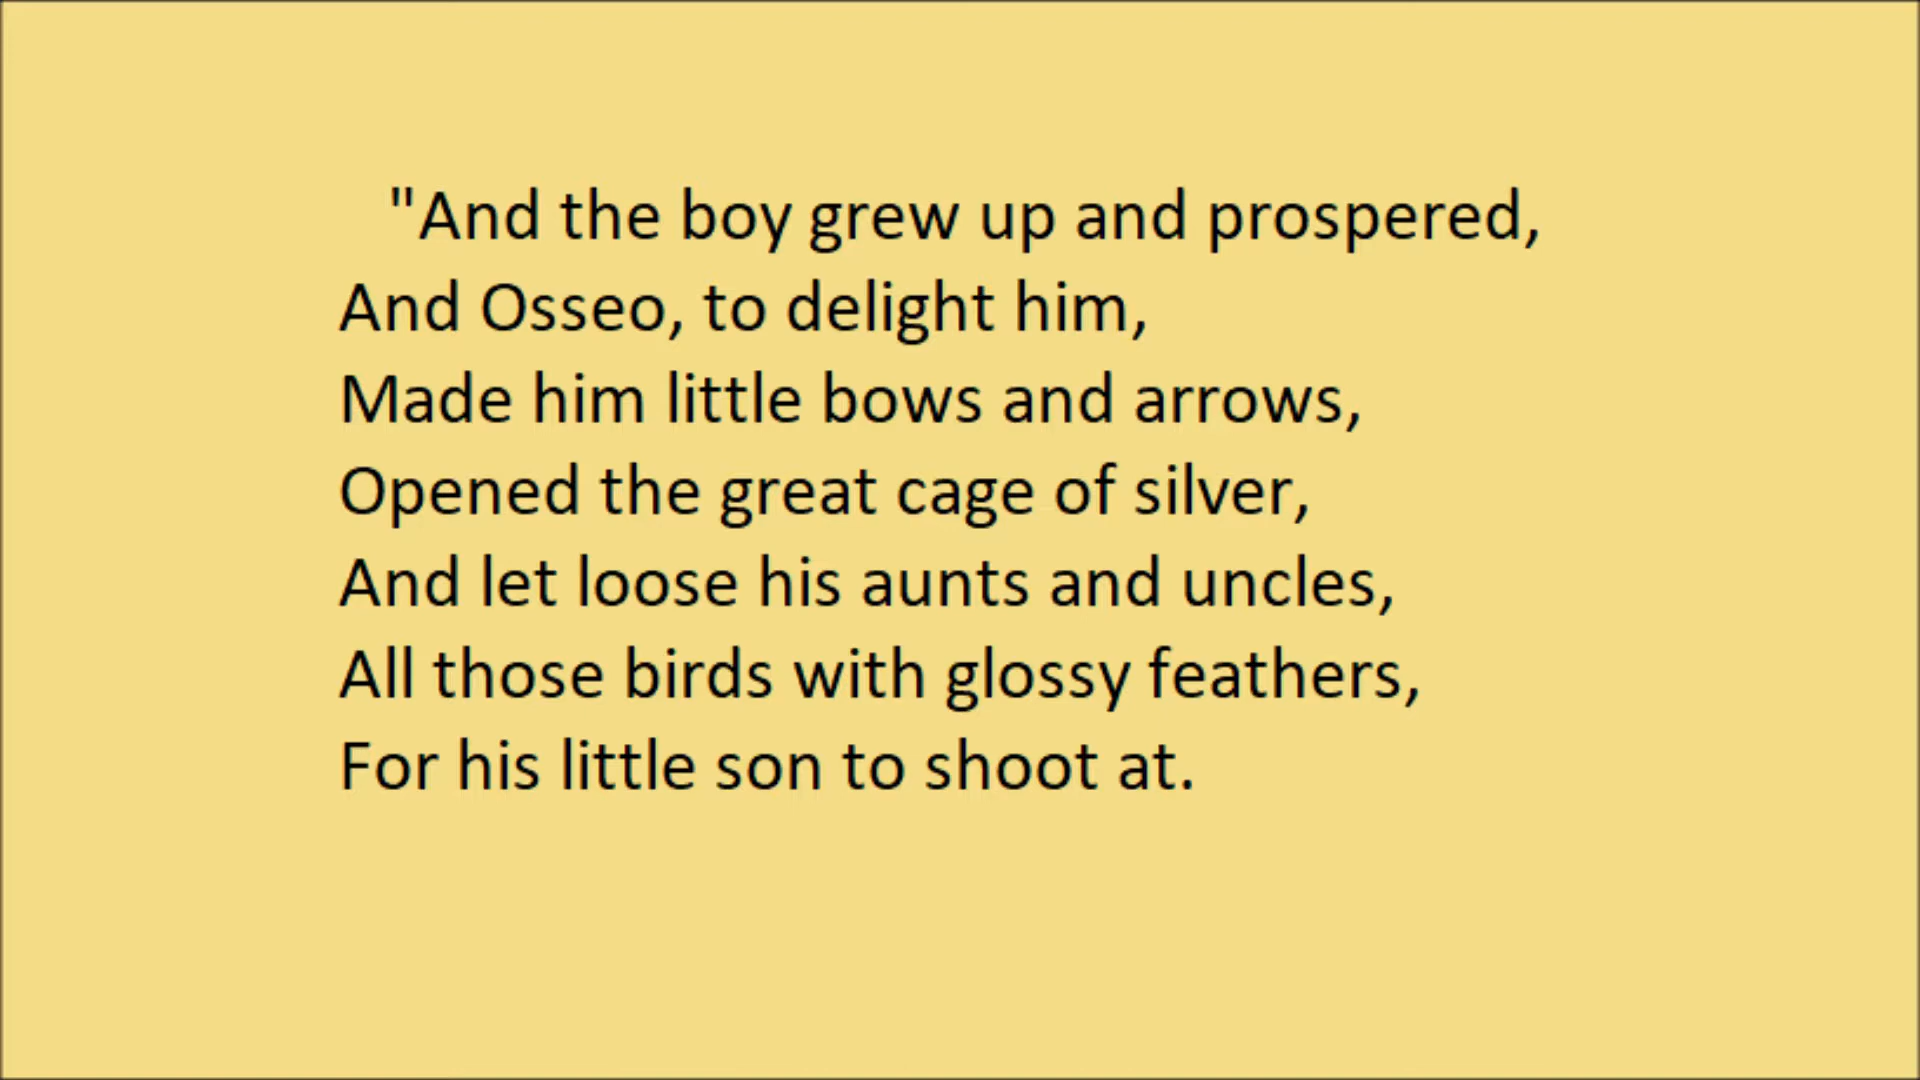 "And the boy grew up and prospered,
And Osseo, to delight him,
Made him little bows and arrows,
Opened the great cage of silver,
And let loose his aunts and uncles,
All those birds with glossy feathers,
For his little son to shoot at.